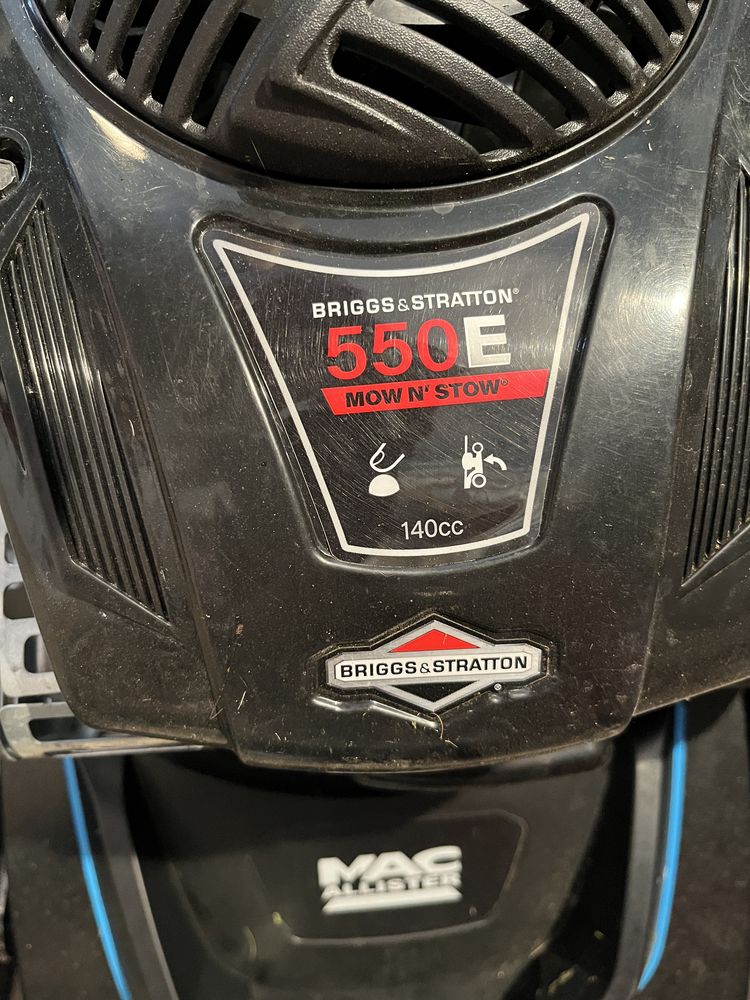 BRIGGS & STRATTON®
550E
MOW N' STOW®
140cc
BRIGGS & STRATTON®
MAC
ALLISTER